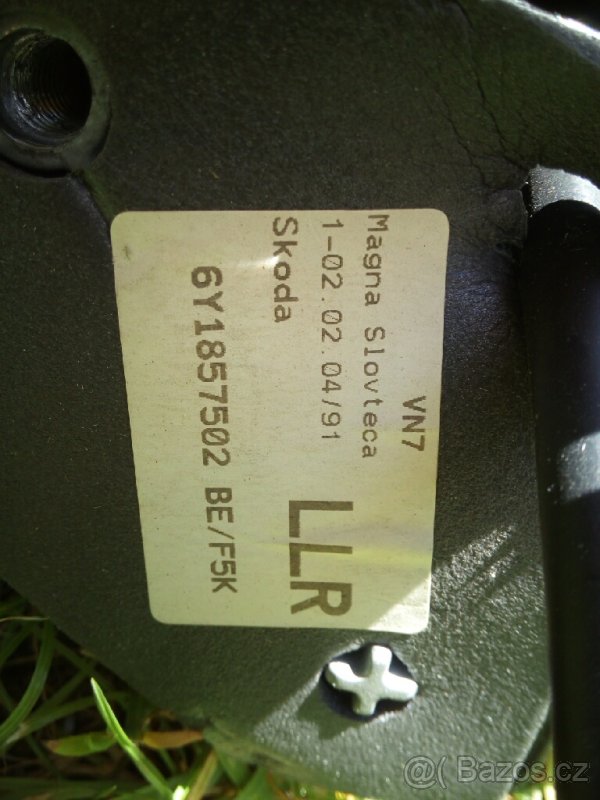 VN7
Magna Slovteca
1-02.02.04/91
Skoda
LLR
6Y1857502 BE/F5K
@( Bazos.cz